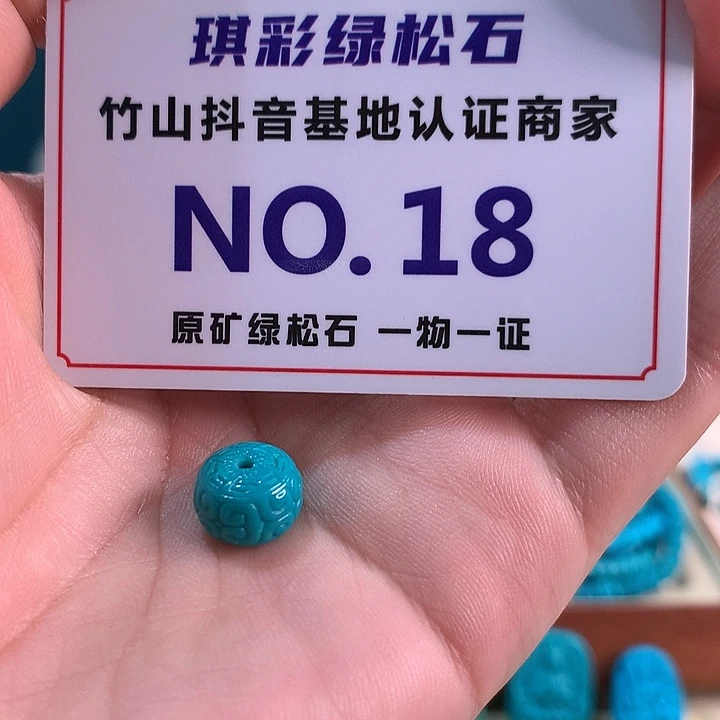 琪彩绿松石
竹山抖音基地认证商家
NO.18
原矿绿松石 一物一证